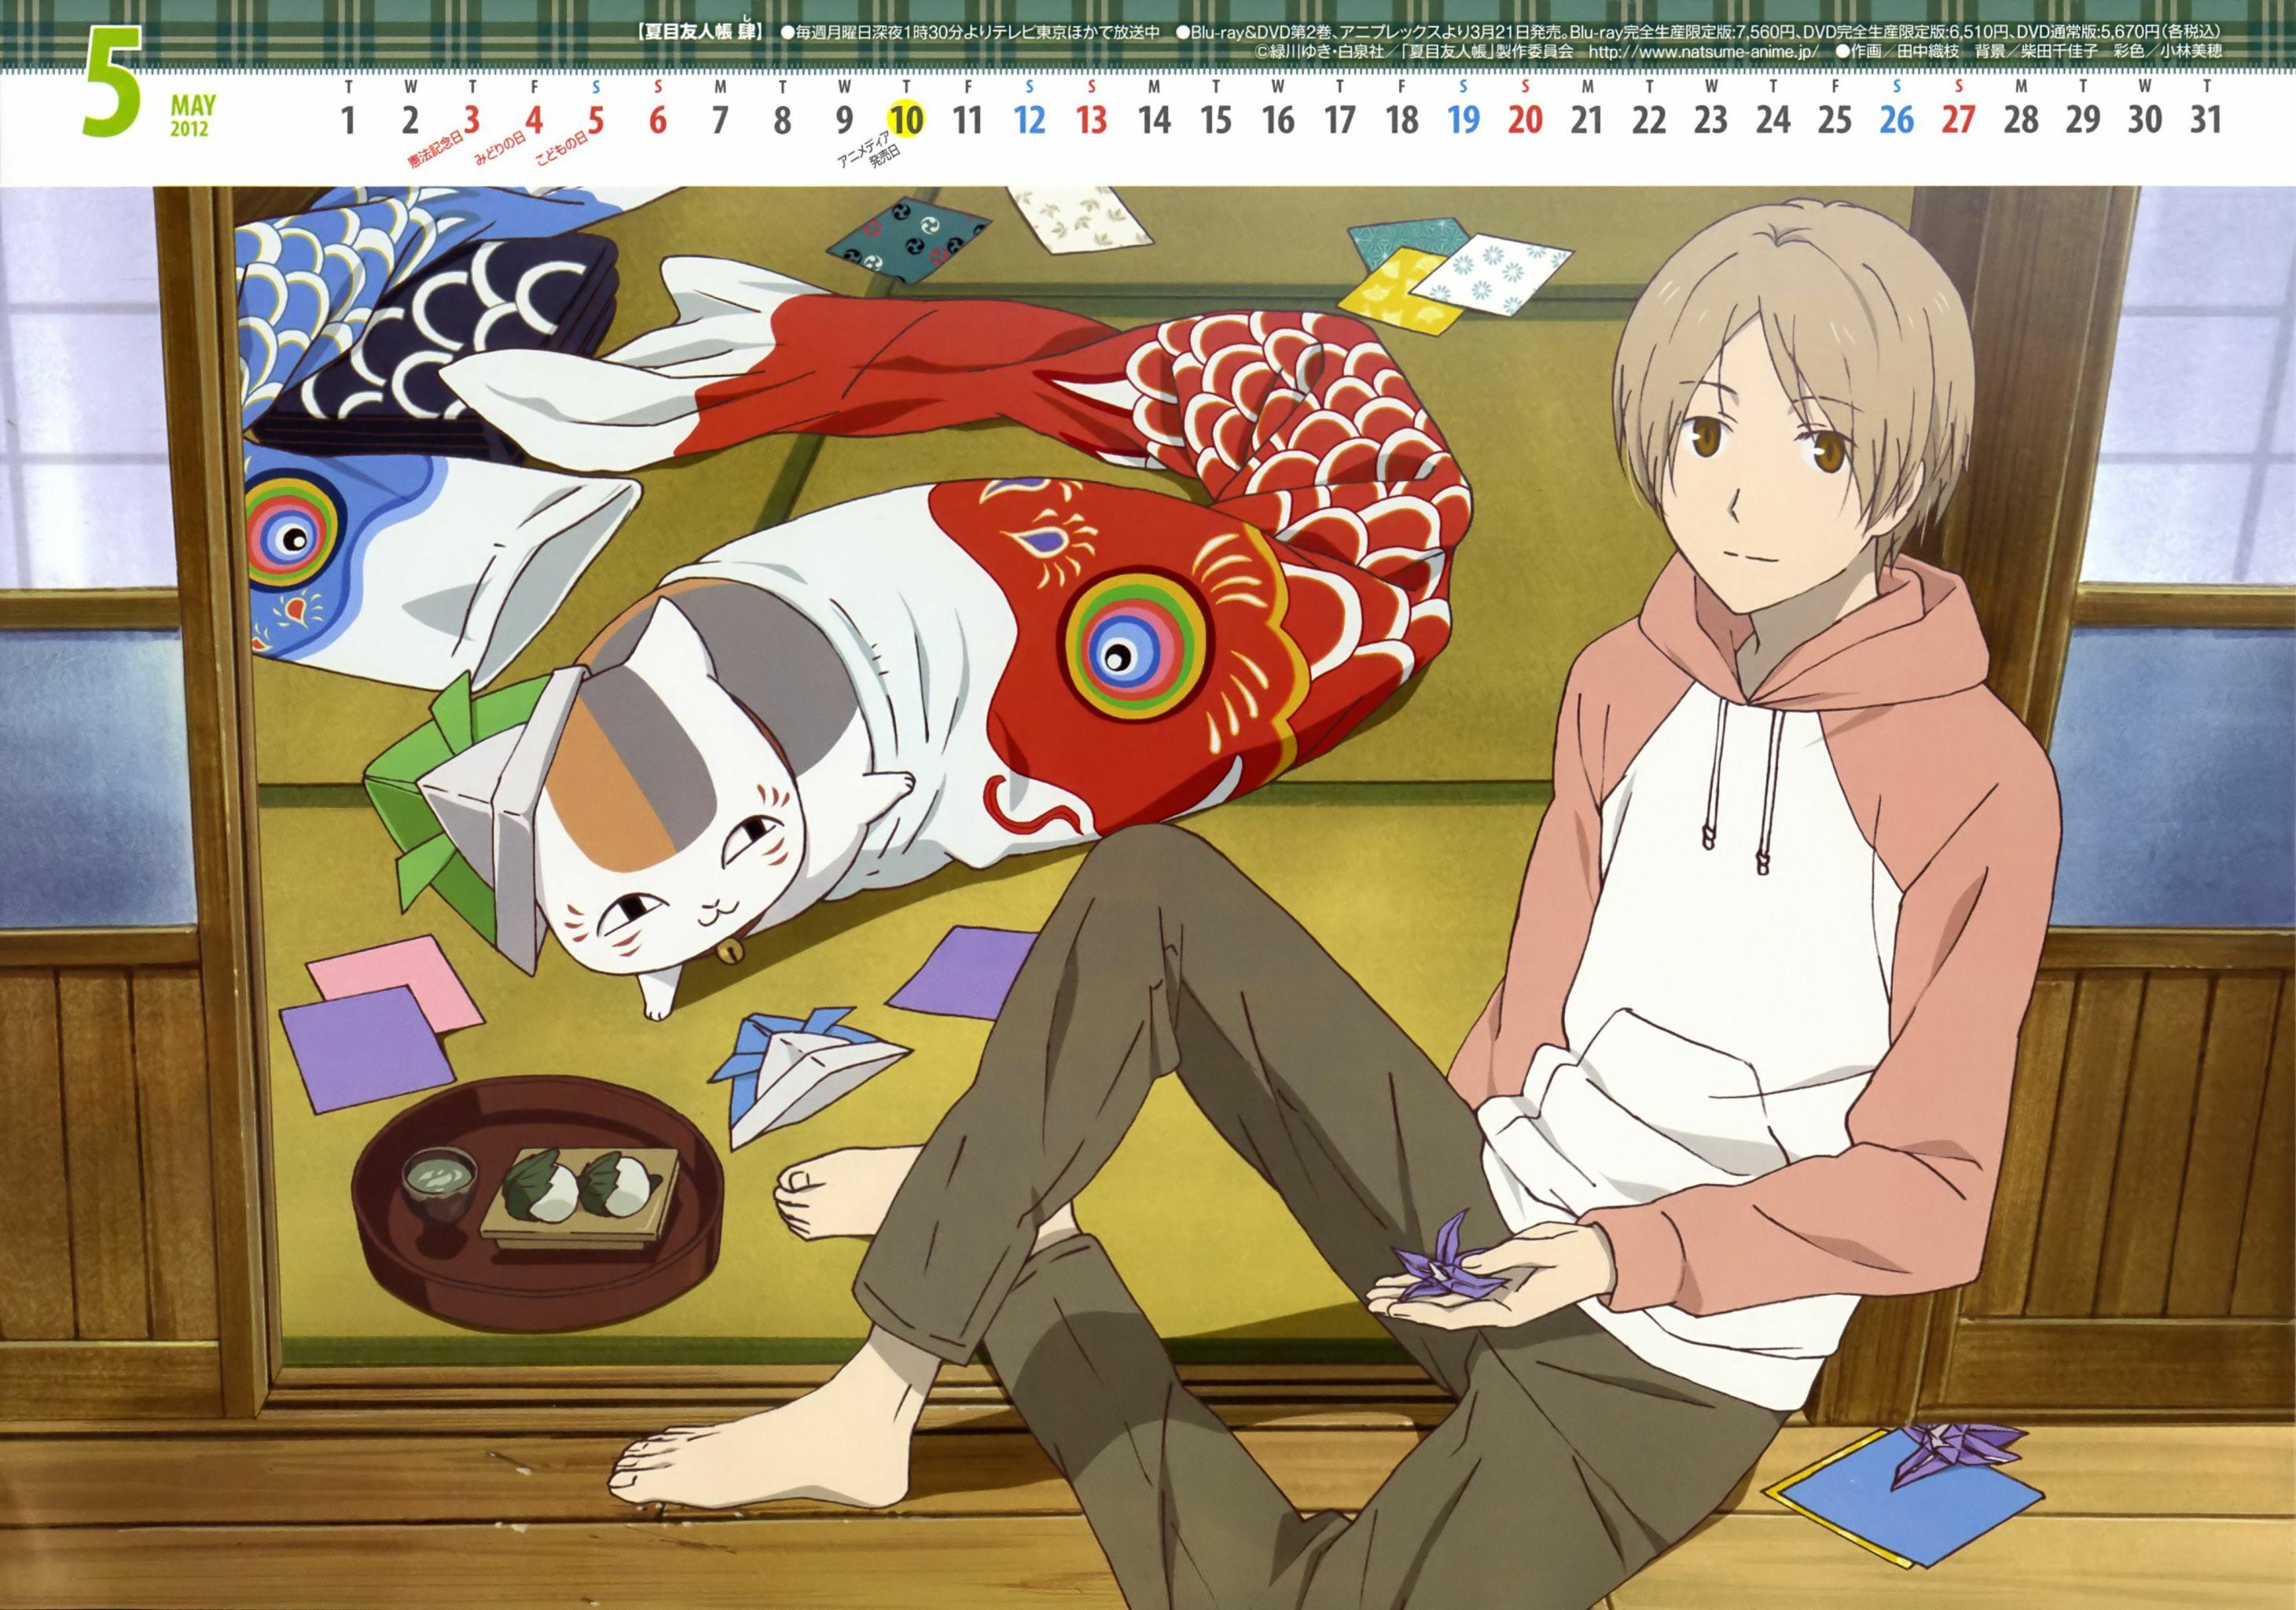 【夏目友人帳 肆】 ●毎週月曜日深夜1時30分よりテレビ東京ほかで放送中 ●Blu-ray&DVD第2巻、アニプレックスより3月21日発売。Blu-ray完全生産限定版:7,560円、DVD完全生産限定版:6,510円、DVD通常版:5,670円(各税込)
©緑川ゆき・白泉社/「夏目友人帳」製作委員会 http://www.natsume-anime.jp/ ●作画/田中織枝 背景/柴田千佳子 彩色/小林美穂
5
MAY
2012
T W T F S S M T W T F S S M T W T F S S M T W T F S S M T W T
1 2 3 4 5 6 7 8 9 10 11 12 13 14 15 16 17 18 19 20 21 22 23 24 25 26 27 28 29 30 31
憲法記念日
みどりの日
こどもの日
アニメディア
発売日